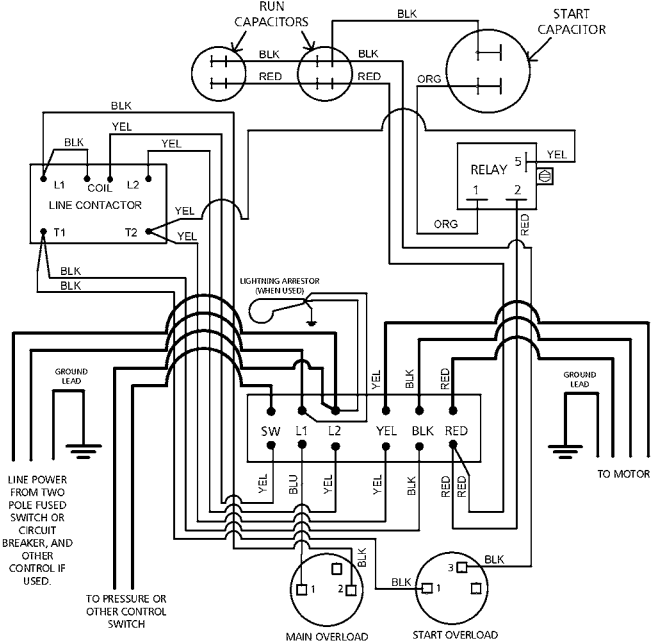 RUN
CAPACITORS
START
CAPACITOR
BLK
BLK
BLK
RED
RED
ORG
BLK
YEL
BLK
YEL
L1
COIL
L2
LINE CONTACTOR
T1
T2
YEL
YEL
RELAY
5
YEL
1
2
ORG
RED
BLK
BLK
LIGHTNING ARRESTOR
(WHEN USED)
GROUND
LEAD
YEL
BLK
RED
GROUND
LEAD
SW
L1
L2
YEL
BLK
RED
YEL
BLU
YEL
YEL
BLK
RED
RED
LINE POWER
FROM TWO
POLE FUSED
SWITCH OR
CIRCUIT
BREAKER, AND
OTHER
CONTROL IF
USED.
TO MOTOR
TO PRESSURE OR
OTHER CONTROL
SWITCH
BLK
BLK
BLK
1
2
3
1
MAIN OVERLOAD
START OVERLOAD